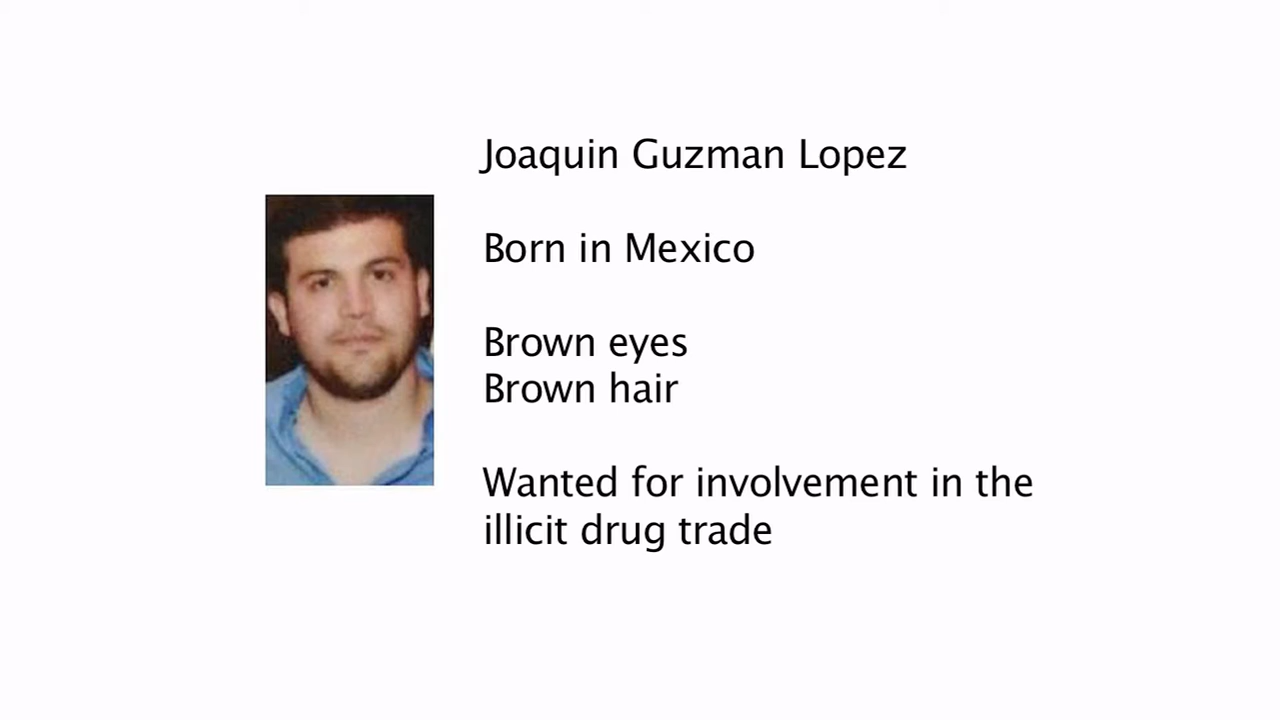 Joaquin Guzman Lopez
Born in Mexico
Brown eyes
Brown hair
Wanted for involvement in the
illicit drug trade